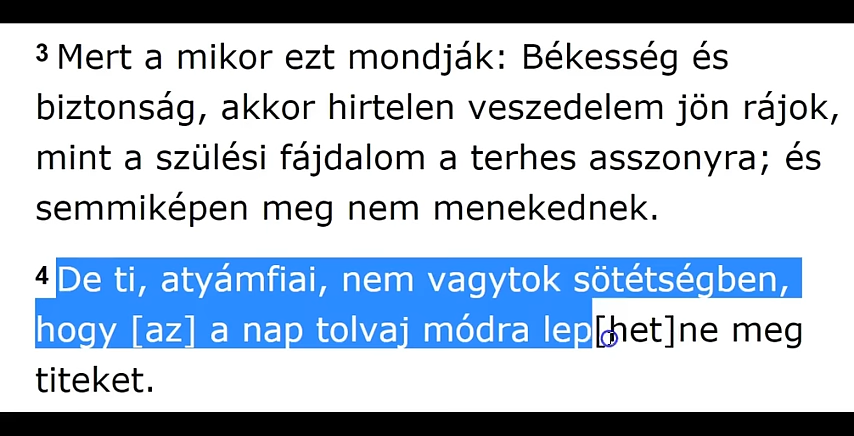 3 Mert a mikor ezt mondják: Békesség és
biztonság, akkor hirtelen veszedelem jön rájok,
mint a szülési fájdalom a terhes asszonyra; és
semmiképen meg nem menekednek.
4 De ti, atyámfiai, nem vagytok sötétségben,
hogy [az] a nap tolvaj módra lep[het]ne meg
titeket.